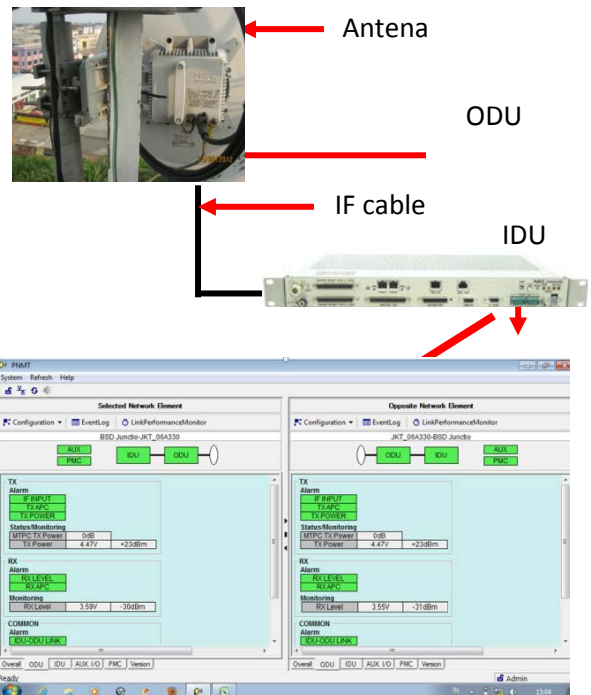 Antena
NEC
2012
ODU
IF cable
IDU
PNMT
System Refresh Help
Selected Network Element
Opposite Network Element
Configuration EventLog LinkPerformanceMonitor
Configuration EventLog LinkPerformanceMonitor
BSD Junctio-JKT_06A330
JKT_06A330-BSD Junctio
AUX
PMC
IDU ODU
ODU IDU
AUX
PMC
TX
Alarm
IF INPUT
TXAPC
TX POWER
Status/Monitoring
MTPC TX Power 0dB
TX Power 4.47V +23dBm
RX
Alarm
RX LEVEL
RXAPC
Monitoring
RX Level 3.59V -30dBm
COMMON
Alarm
IDU-ODU LINK
TX
Alarm
IF INPUT
TXAPC
TX POWER
Status/Monitoring
MTPC TX Power 0dB
TX Power 4.47V +23dBm
RX
Alarm
RX LEVEL
RXAPC
Monitoring
RX Level 3.55V -31dBm
COMMON
Alarm
IDU-ODU LINK
Overall ODU IDU AUX. I/O PMC Version
Overall ODU IDU AUX. I/O PMC Version
Ready
Admin
IN
15:04